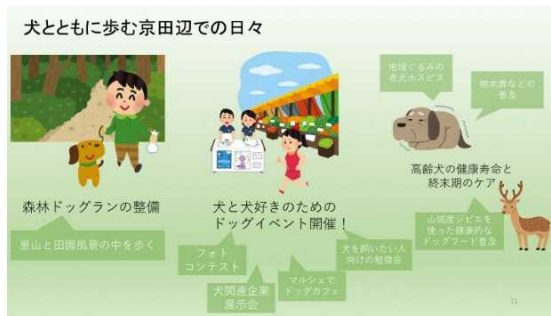 犬とともに歩む京田辺での日々
地域ぐるみの
老犬ホスピス
樹木葬などの
普及
森林ドッグランの整備
里山と田園風景の中を歩く
犬と犬好きのための
ドッグイベント開催！
フォト
コンテスト
犬関連企業
展示会
マルシェで
ドッグカフェ
犬を飼いたい人
向けの勉強会
高齢犬の健康寿命と
終末期のケア
山城産ジビエを
使った健康的な
ドッグフード普及